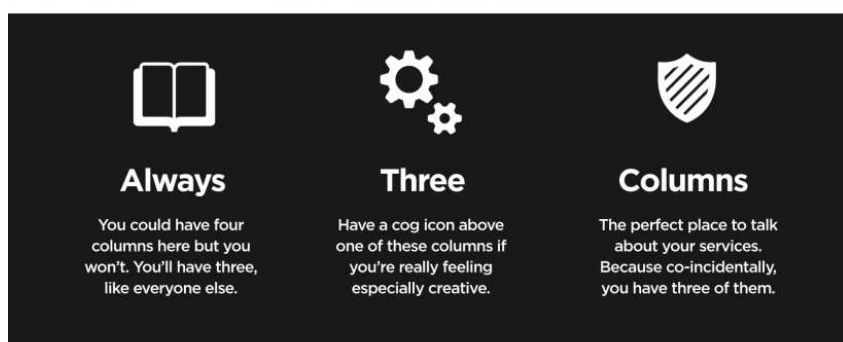 Always
You could have four
columns here but you
won't. You'll have three,
like everyone else.
Three
Have a cog icon above
one of these columns if
you're really feeling
especially creative.
Columns
The perfect place to talk
about your services.
Because co-incidentally,
you have three of them.